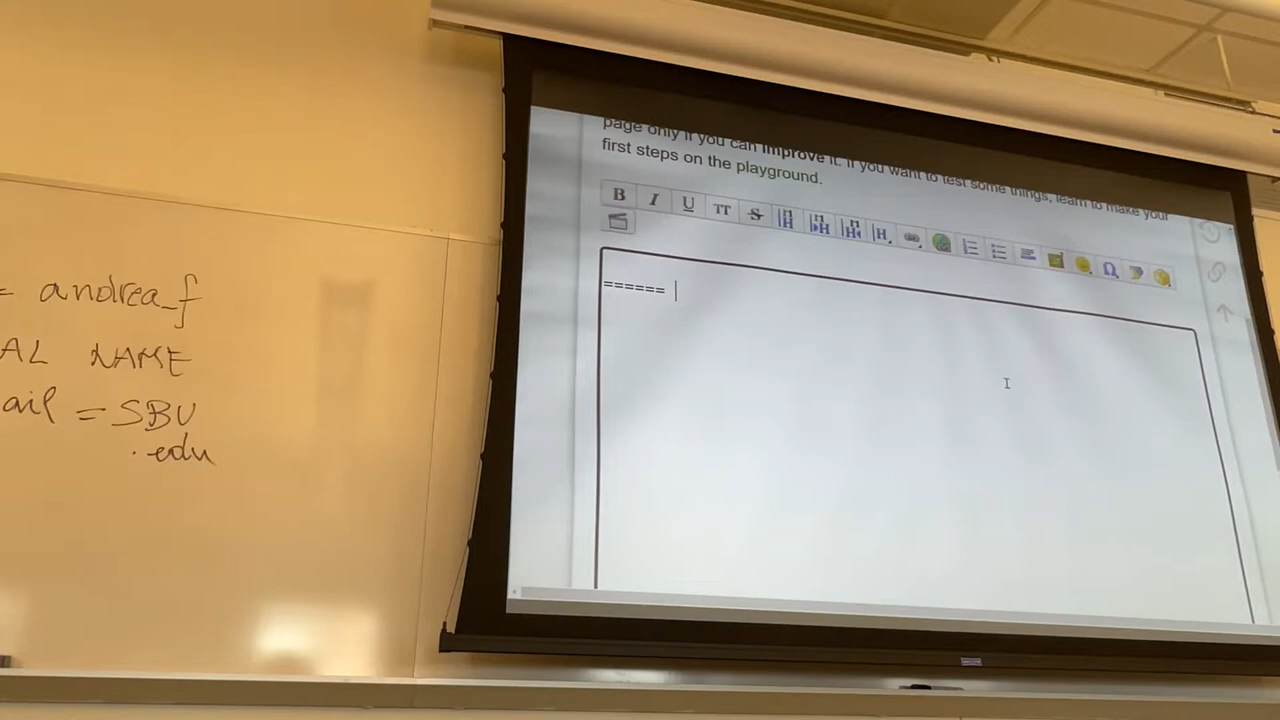 = andrea_f
AL NAME
ail = SBU
.edu
page only if you can improve it. If you want to test some things, learn to make your
first steps on the playground.
B I U TT S H H H H
======